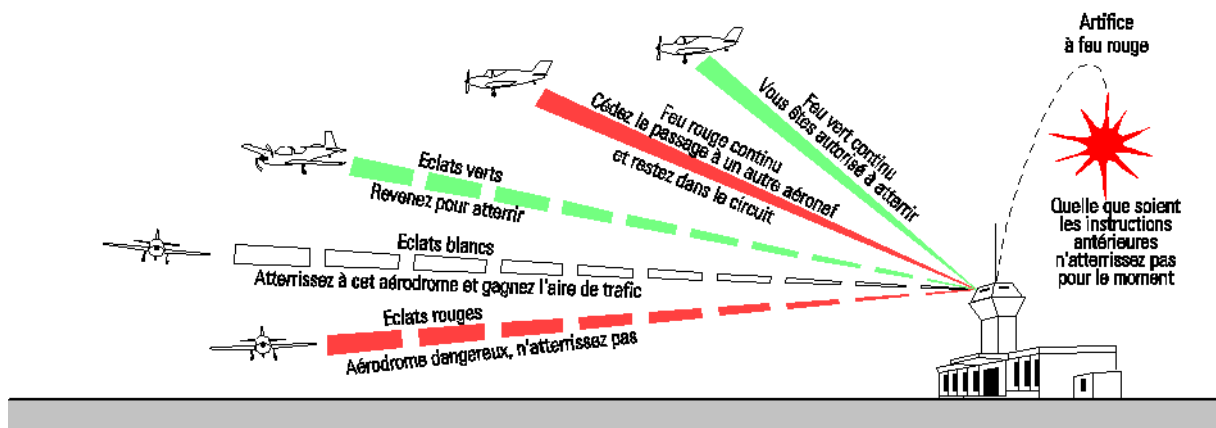 Artifice
à feu rouge
Feu vert continu
Vous êtes autorisé à atterrir
Feu rouge continu
Cédez le passage à un autre aéronef
et restez dans le circuit
Eclats verts
Revenez pour atterrir
Eclats blancs
Atterrissez à cet aérodrome et gagnez l'aire de trafic
Eclats rouges
Aérodrome dangereux, n'atterrissez pas
Quelle que soient
les instructions
antérieures
n'atterrissez pas
pour le moment